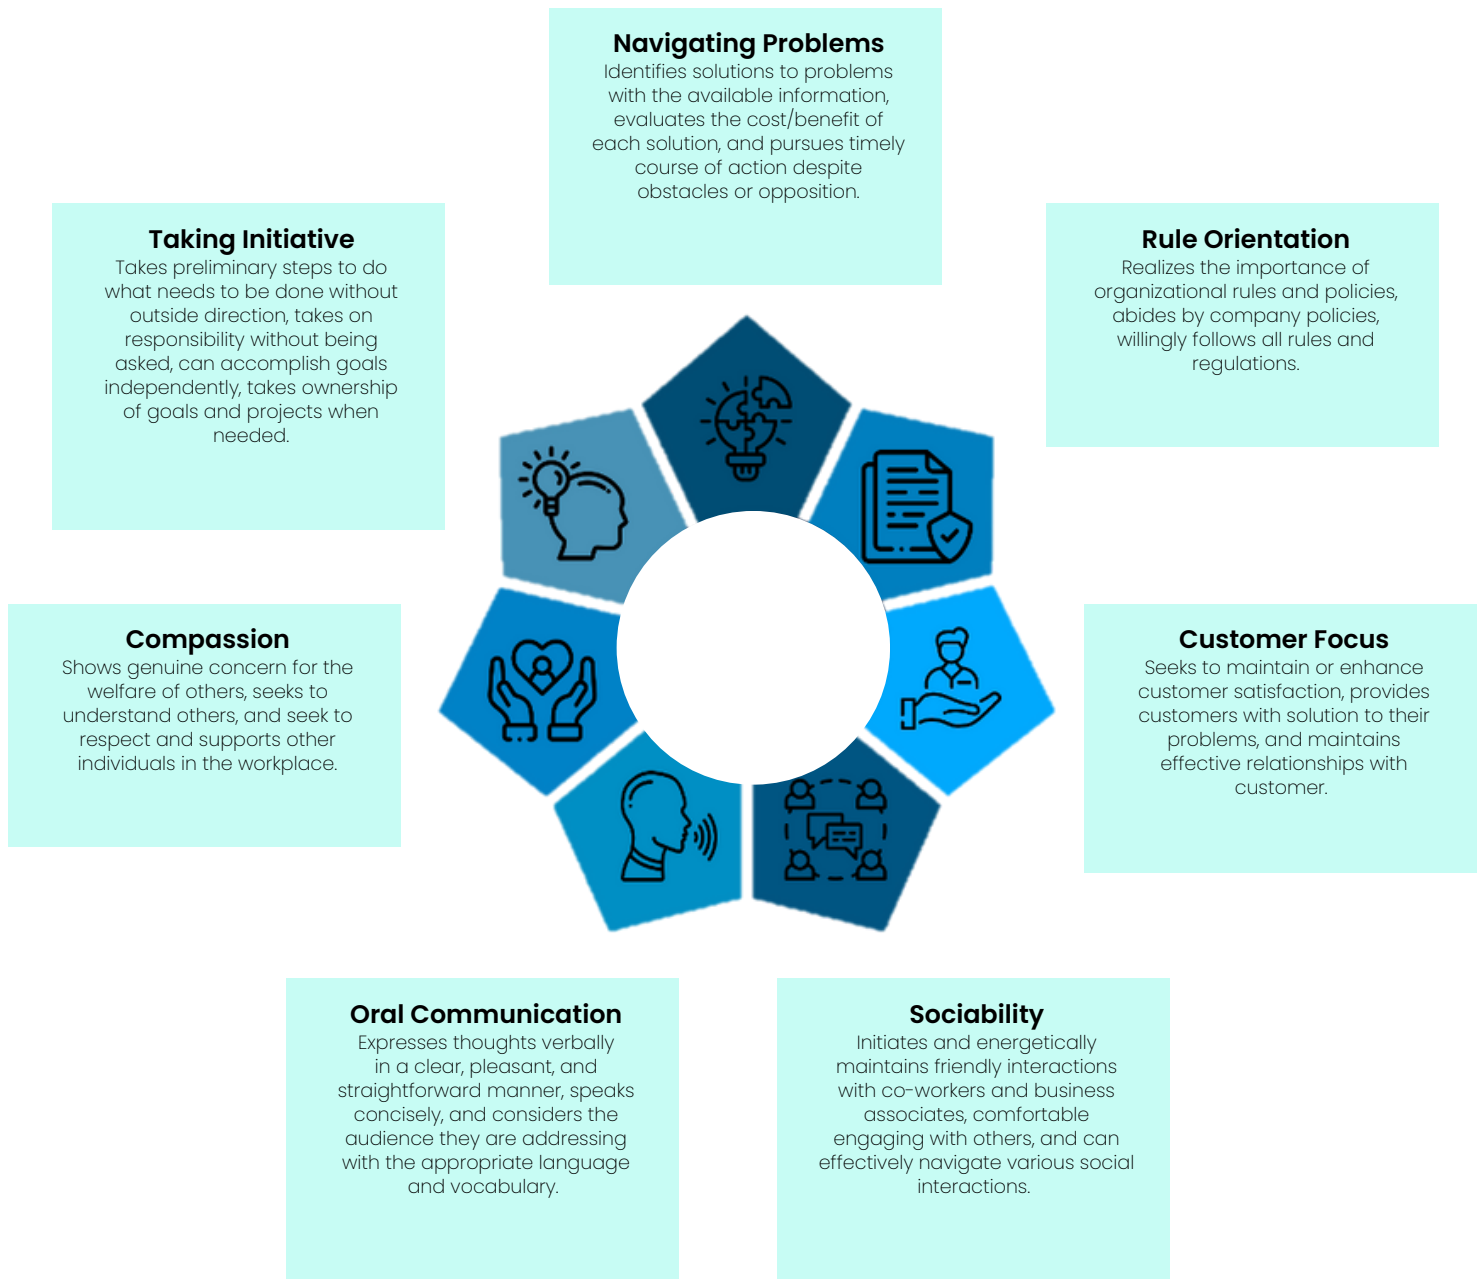 Navigating Problems
Identifies solutions to problems
with the available information,
evaluates the cost/benefit of
each solution, and pursues timely
course of action despite
obstacles or opposition.
Taking Initiative
Takes preliminary steps to do
what needs to be done without
outside direction, takes on
responsibility without being
asked, can accomplish goals
independently, takes ownership
of goals and projects when
needed.
Rule Orientation
Realizes the importance of
organizational rules and policies,
abides by company policies,
willingly follows all rules and
regulations.
Compassion
Shows genuine concern for the
welfare of others, seeks to
understand others, and seek to
respect and supports other
individuals in the workplace.
Customer Focus
Seeks to maintain or enhance
customer satisfaction, provides
customers with solution to their
problems, and maintains
effective relationships with
customer.
Oral Communication
Expresses thoughts verbally
in a clear, pleasant, and
straightforward manner, speaks
concisely, and considers the
audience they are addressing
with the appropriate language
and vocabulary.
Sociability
Initiates and energetically
maintains friendly interactions
with co-workers and business
associates, comfortable
engaging with others, and can
effectively navigate various social
interactions.